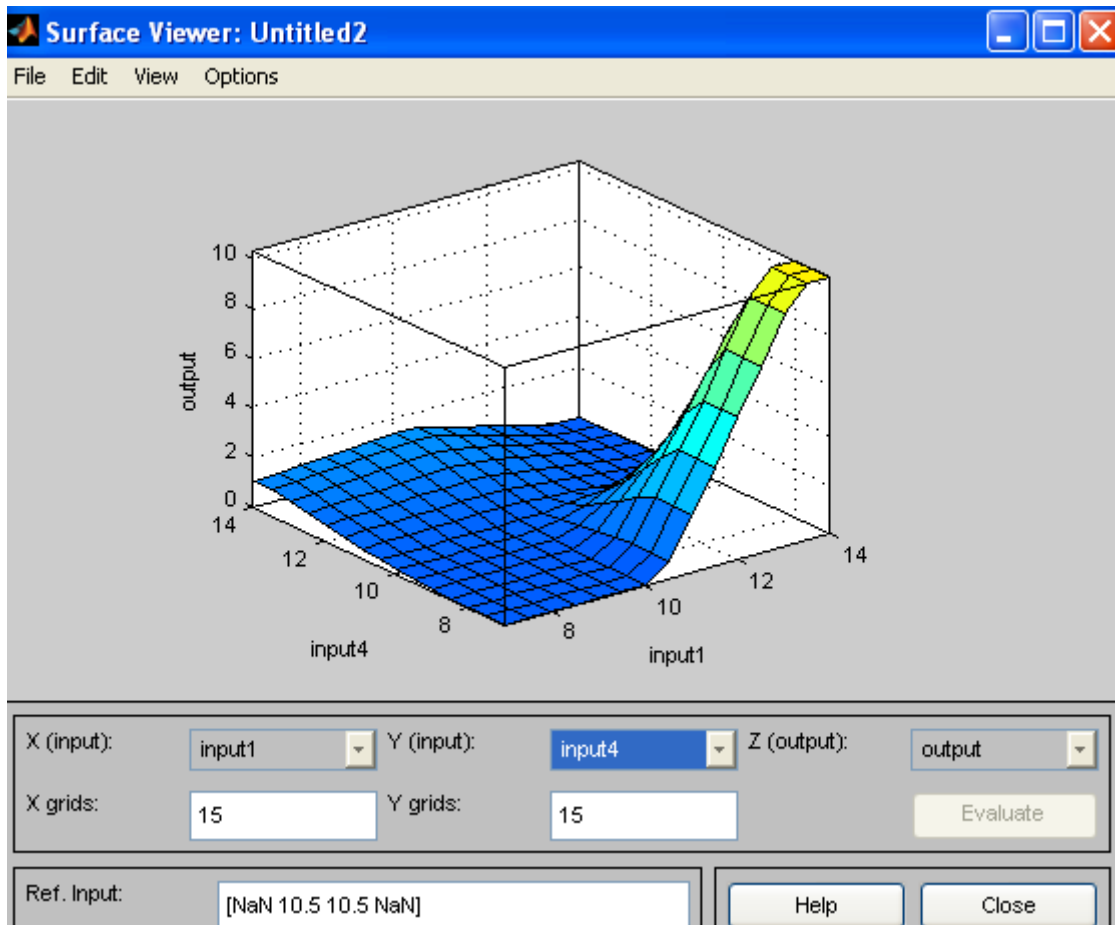 Surface Viewer: Untitled2
File Edit View Options
10
8
6
4
2
0
output
14
12
10
8
input4
8
10
12
14
input1
X (input): input1 Y (input): input4 Z (output): output
X grids: 15 Y grids: 15 Evaluate
Ref. Input: [NaN 10.5 10.5 NaN] Help Close